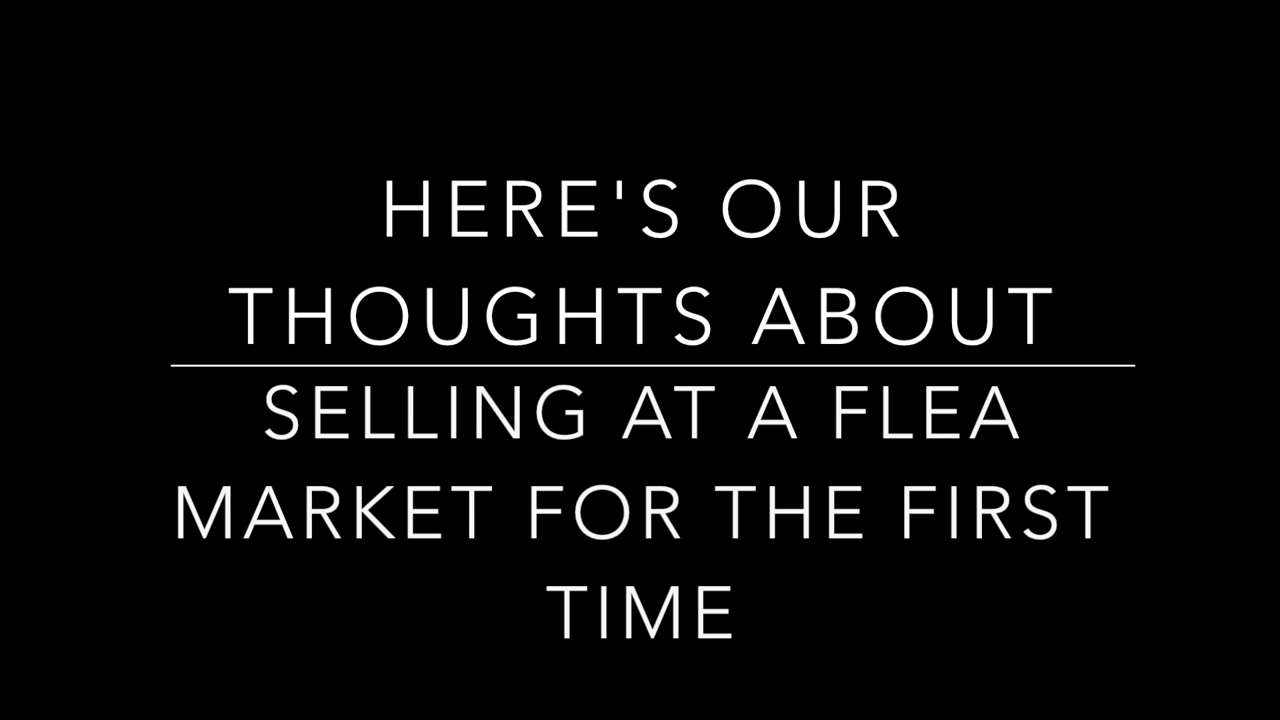 HERE'S OUR
THOUGHTS ABOUT
SELLING AT A FLEA
MARKET FOR THE FIRST
TIME